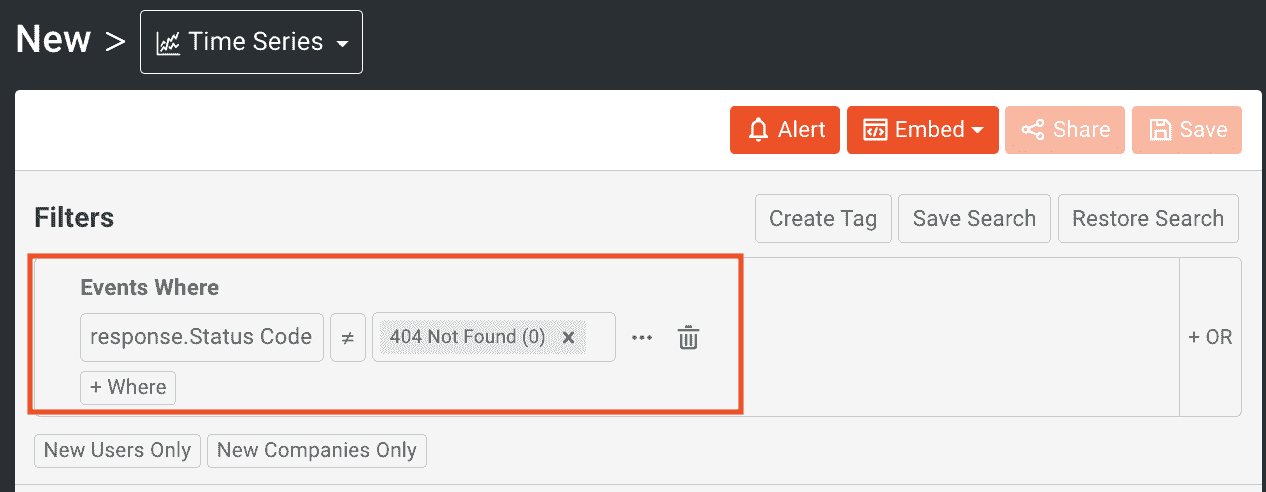 New > Time Series
Alert Embed Share Save
Filters Create Tag Save Search Restore Search
Events Where
response.Status Code ≠ 404 Not Found (0) x ... + OR
+ Where
New Users Only New Companies Only